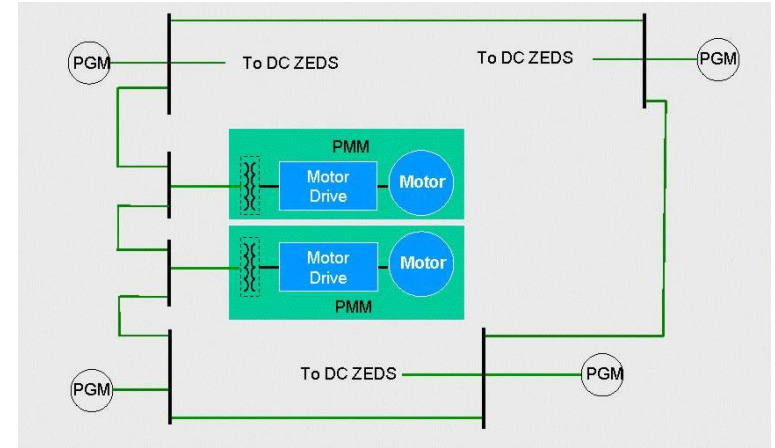 PGM
To DC ZEDS
To DC ZEDS
PGM
PMM
Motor
Drive
Motor
Motor
Drive
Motor
PMM
PGM
To DC ZEDS
PGM